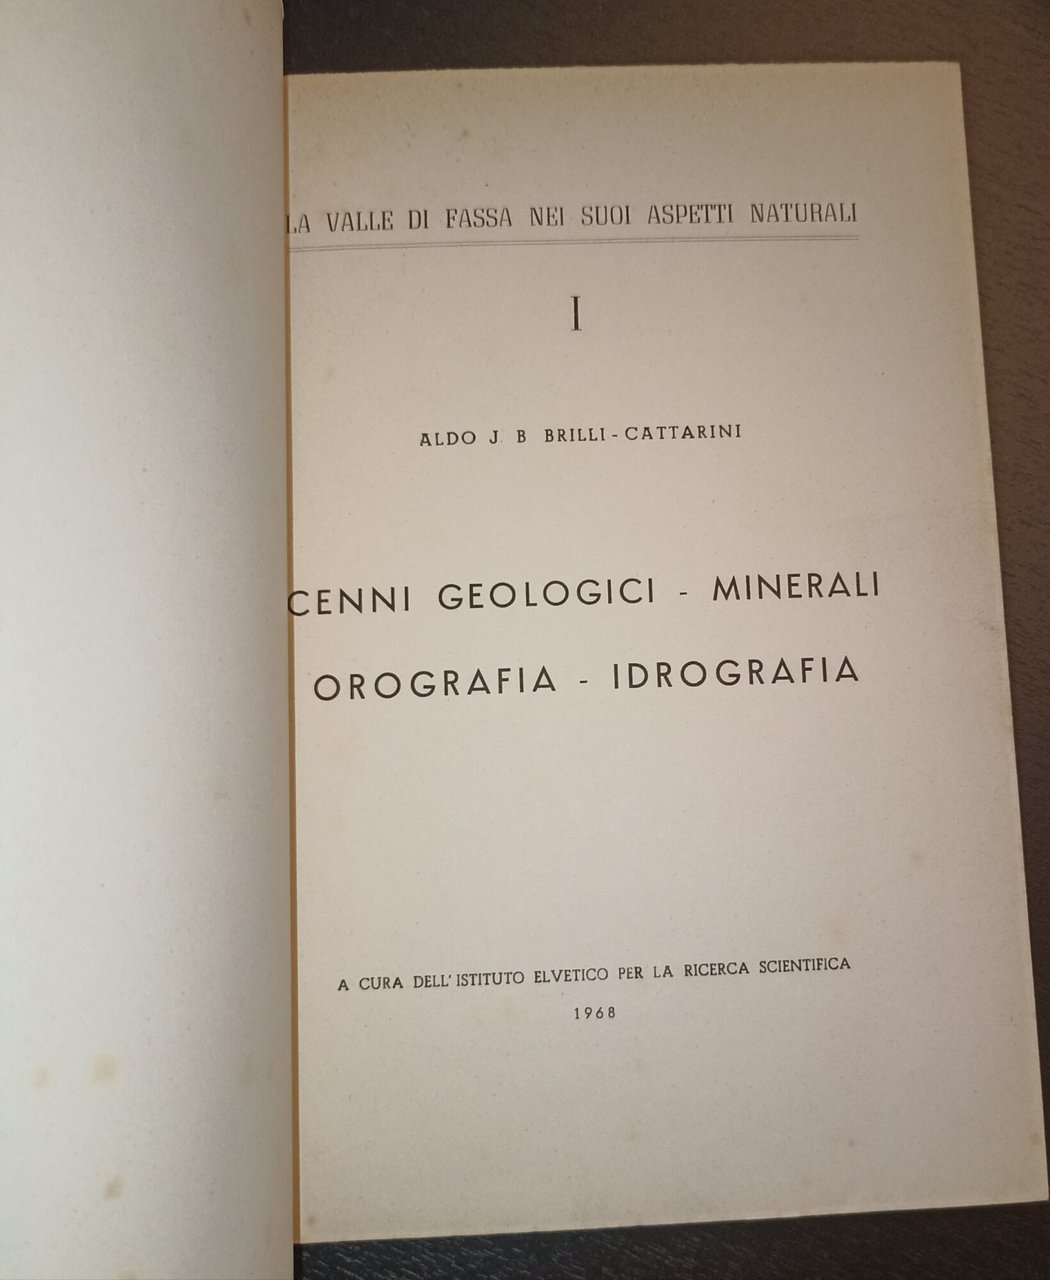 LA VALLE DI FASSA NEI SUOI ASPETTI NATURALI
I
ALDO J. B BRILLI-CATTARINI
CENNI GEOLOGICI - MINERALI
OROGRAFIA - IDROGRAFIA
A CURA DELL'ISTITUTO ELVETICO PER LA RICERCA SCIENTIFICA
1968